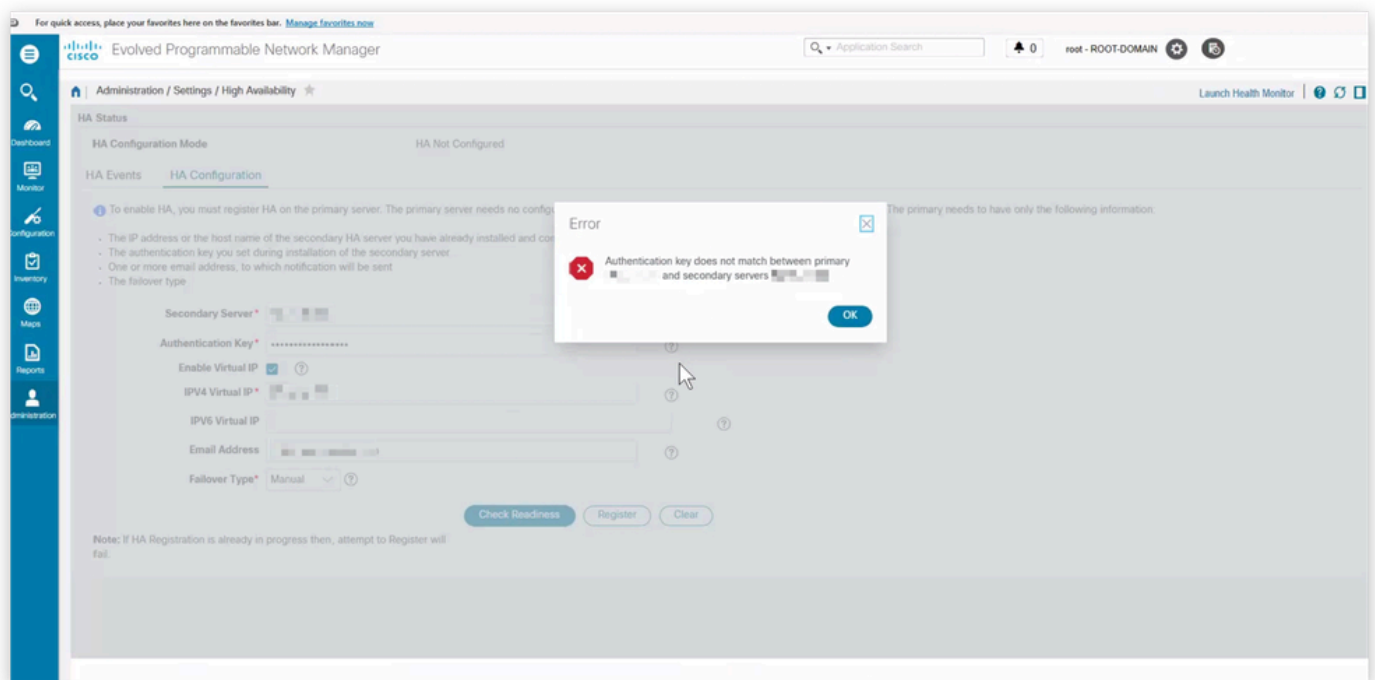 For quick access, place your favorites here on the favorites bar. Manage favorites now
cisco Evolved Programmable Network Manager
Application Search
0
root - ROOT-DOMAIN
Administration / Settings / High Availability
Launch Health Monitor
Dashboard
Monitor
Configuration
Inventory
Maps
Reports
dministration
HA Status
HA Configuration Mode HA Not Configured
HA Events HA Configuration
To enable HA, you must register HA on the primary server. The primary server needs no config
The primary needs to have only the following information:
• The IP address or the host name of the secondary HA server you have already installed and con
• The authentication key you set during installation of the secondary server.
• One or more email address, to which notification will be sent
• The failover type
Error
Authentication key does not match between primary
and secondary servers
OK
Secondary Server*
Authentication Key* ••••••••••••••••
Enable Virtual IP
IPV4 Virtual IP*
IPV6 Virtual IP
Email Address
Failover Type* Manual
Check Readiness Register Clear
Note: If HA Registration is already in progress then, attempt to Register will
fail.